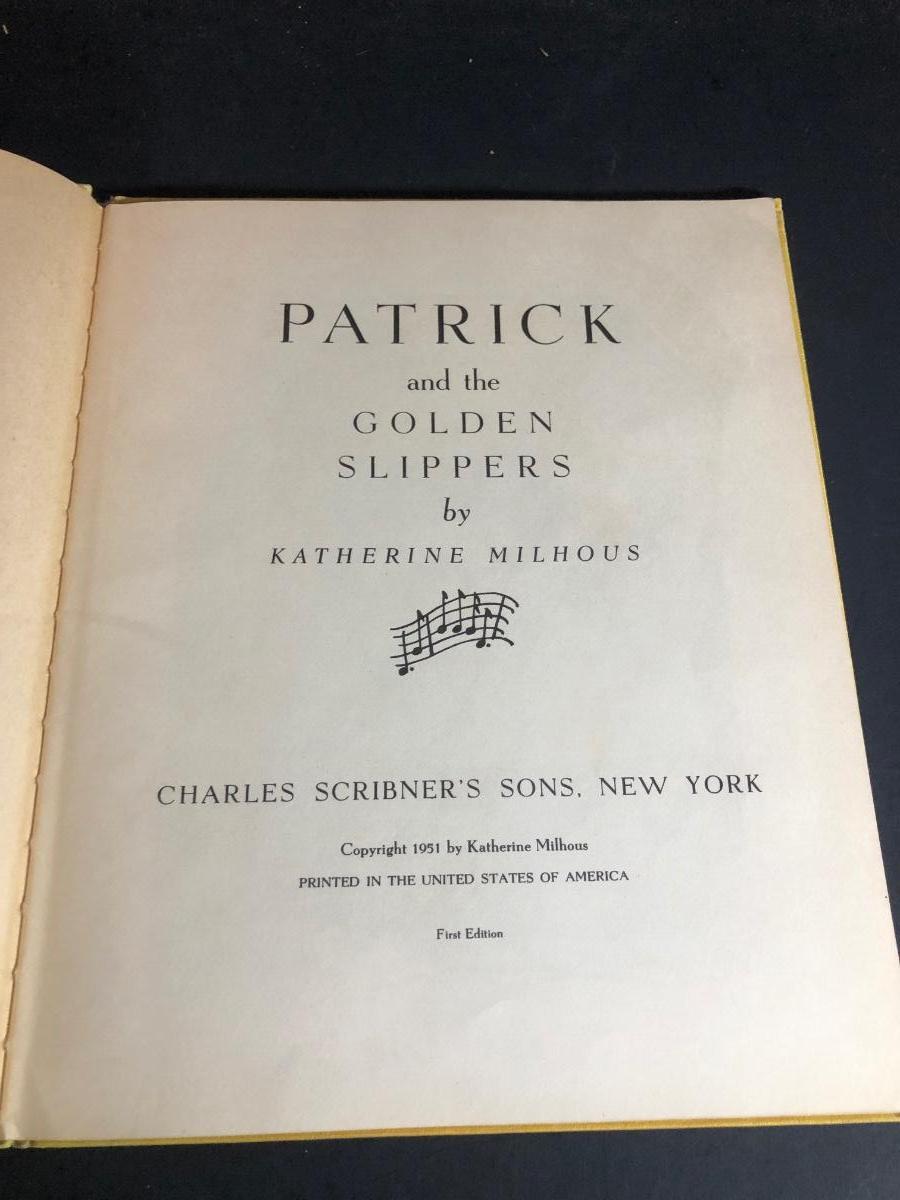 PATRICK
and the
GOLDEN
SLIPPERS
by
KATHERINE MILHOUS
CHARLES SCRIBNER'S SONS, NEW YORK
Copyright 1951 by Katherine Milhous
PRINTED IN THE UNITED STATES OF AMERICA
First Edition